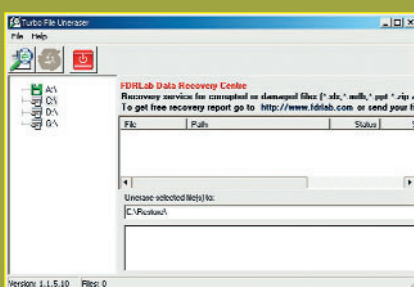 Turbo File Uneraser
File Help
A:\
C:\
D:\
G:\
FDRLab Data Recovery Centre
Recovery service for corrupted or damaged files (*.xls,*.mdb,*.ppt *.zip
To get free recovery report go to http://www.fdrlab.com or send your fi
File Path Status S
Unerase selected file(s) to:
C:\Restore\
Version: 1.1.5.10 Files: 0